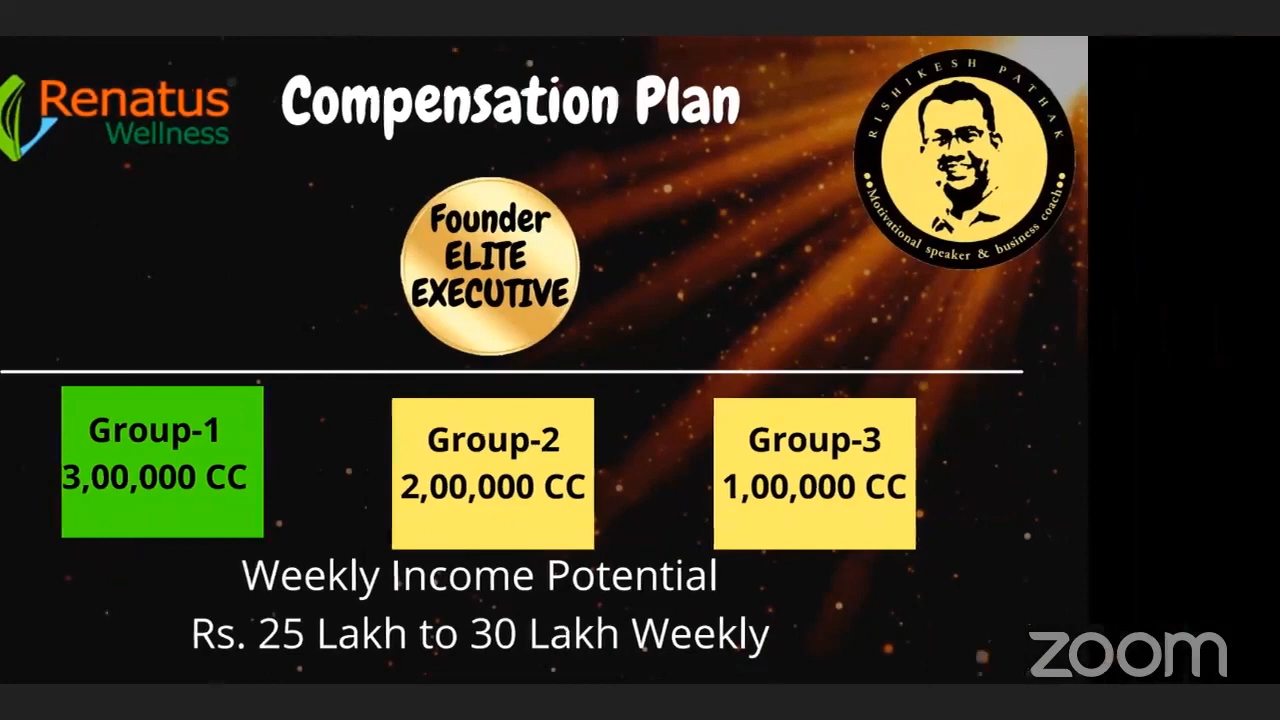 Renatus
Wellness
Compensation Plan
RISHIKESH PATHAK
Motivational speaker & business coach
Founder
ELITE
EXECUTIVE
Group-1
3,00,000 CC
Group-2
2,00,000 CC
Group-3
1,00,000 CC
Weekly Income Potential
Rs. 25 Lakh to 30 Lakh Weekly
zoom